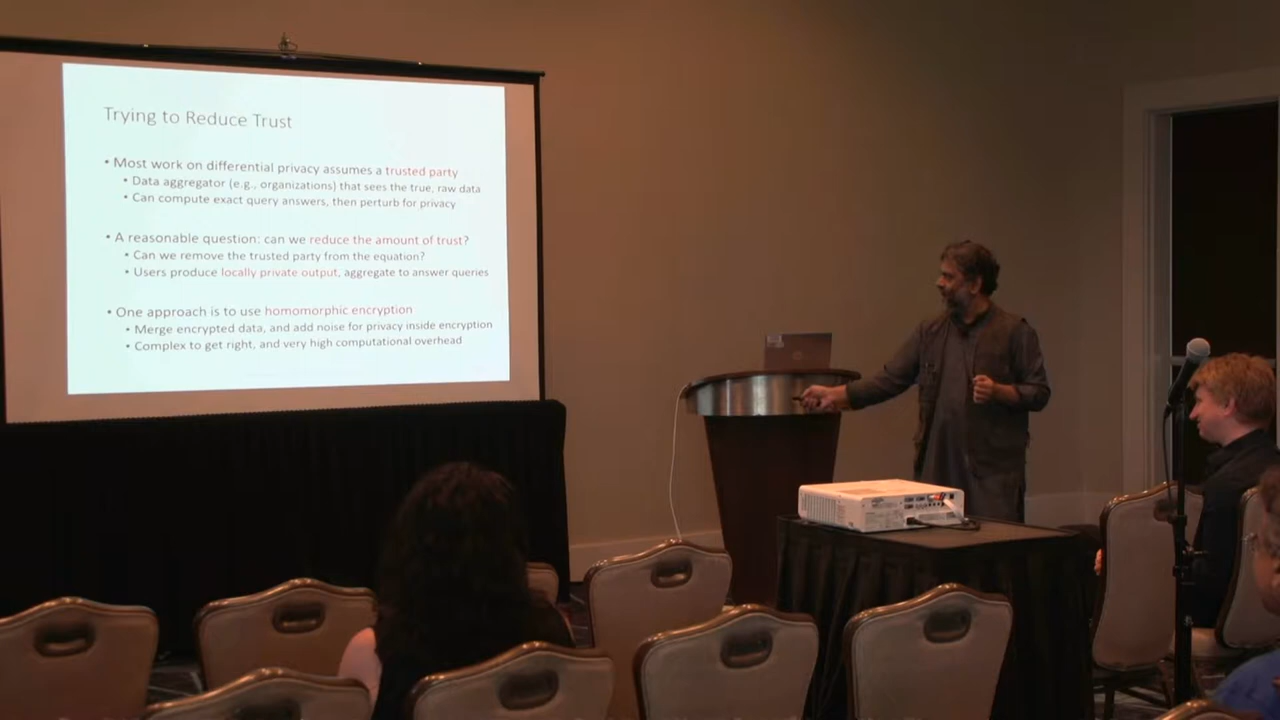 Trying to Reduce Trust
• Most work on differential privacy assumes a trusted party
• Data aggregator (e.g., organizations) that sees the true, raw data
• Can compute exact query answers, then perturb for privacy
• A reasonable question: can we reduce the amount of trust?
• Can we remove the trusted party from the equation?
• Users produce locally private output, aggregate to answer queries
• One approach is to use homomorphic encryption
• Merge encrypted data, and add noise for privacy inside encryption
• Complex to get right, and very high computational overhead